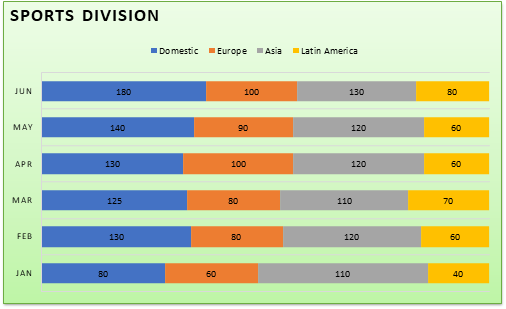 SPORTS DIVISION
Domestic Europe Asia Latin America
JUN 180 100 130 80
MAY 140 90 120 60
APR 130 100 120 60
MAR 125 80 110 70
FEB 130 80 120 60
JAN 80 60 110 40